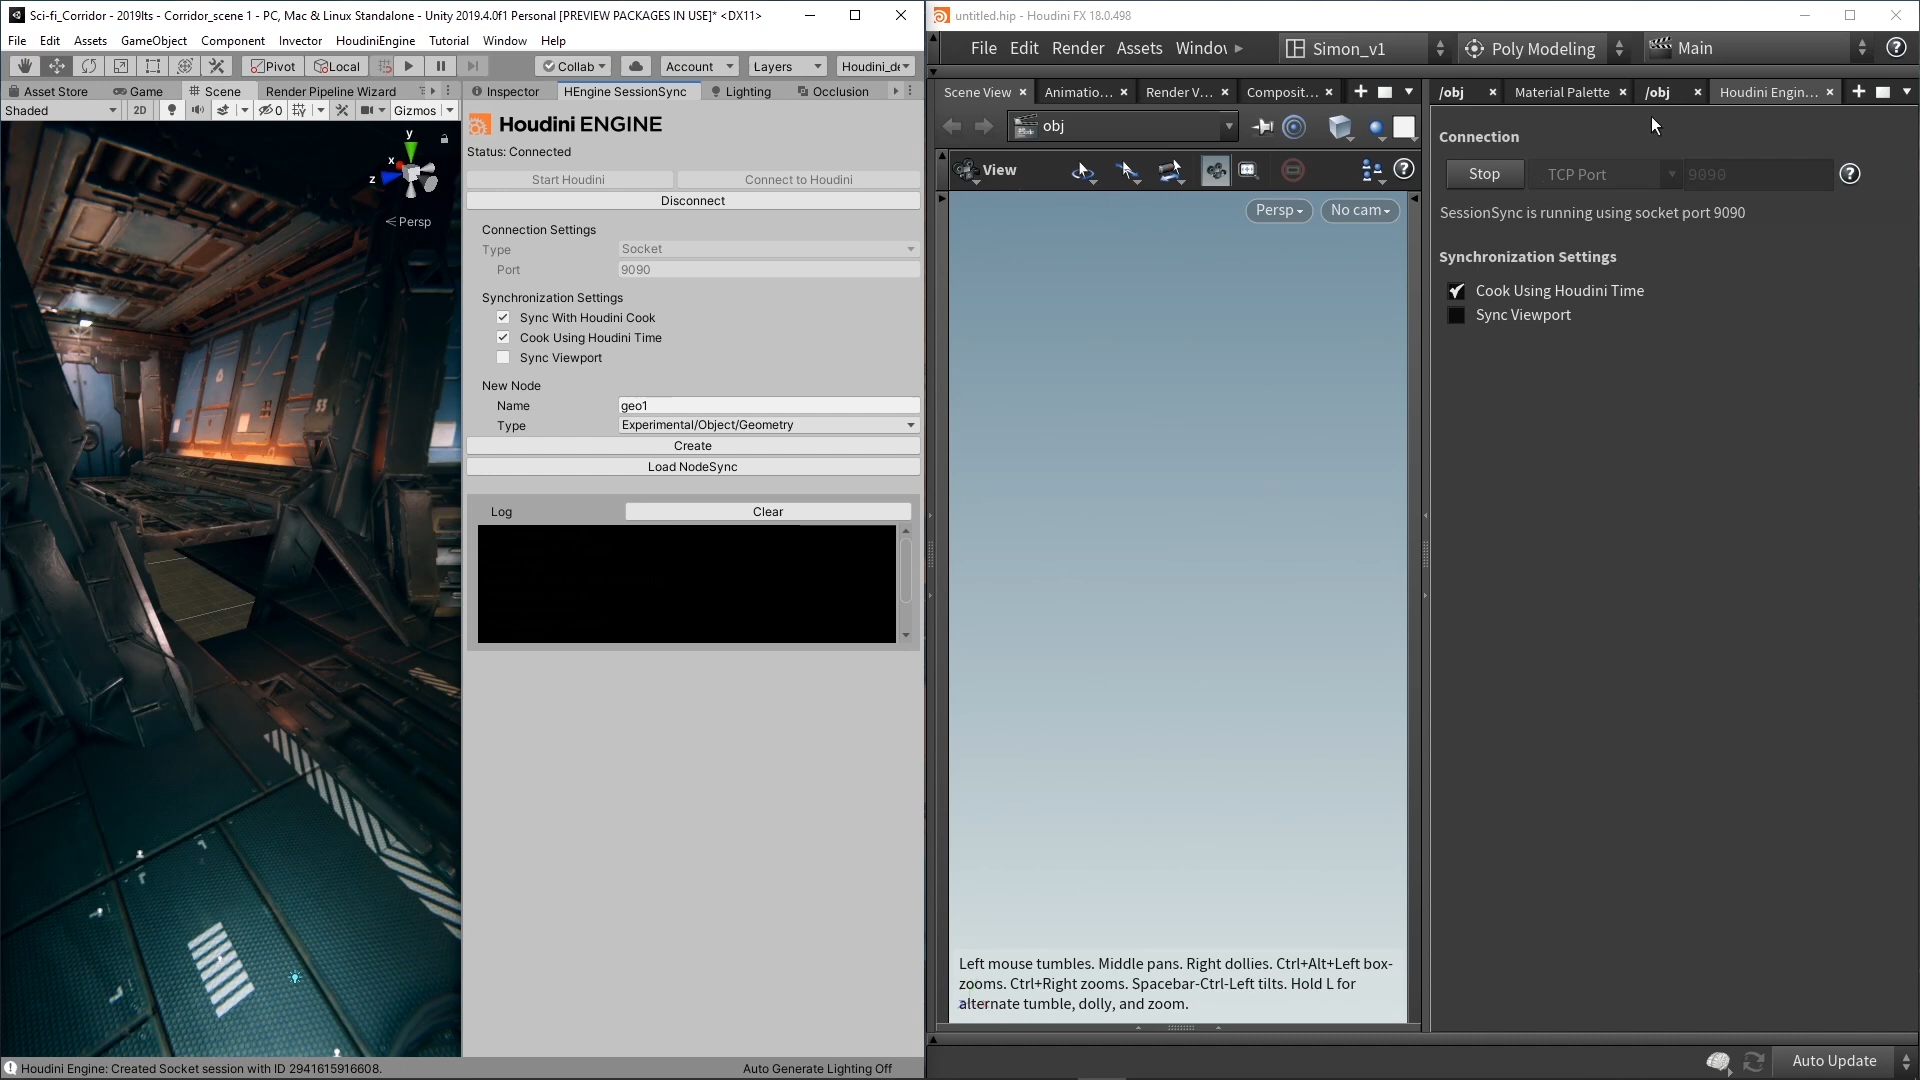 Sci-fi_Corridor - 2019lts - Corridor_scene 1 - PC, Mac & Linux Standalone - Unity 2019.4.0f1 Personal [PREVIEW PACKAGES IN USE]* <DX11>
File Edit Assets GameObject Component Invector HoudiniEngine Tutorial Window Help
Pivot Local Collab Account Layers Houdini_de
Asset Store Game Scene Render Pipeline Wizard
Shaded 2D 0 Gizmos
y
x
z
Persp
53
Inspector HEngine SessionSync Lighting Occlusion
Houdini ENGINE
Status: Connected
Start Houdini Connect to Houdini
Disconnect
Connection Settings
Type Socket
Port 9090
Synchronization Settings
Sync With Houdini Cook
Cook Using Houdini Time
Sync Viewport
New Node
Name geo1
Type Experimental/Object/Geometry
Create
Load NodeSync
Log Clear
Houdini Engine: Created Socket session with ID 2941615916608.
Auto Generate Lighting Off
untitled.hip - Houdini FX 18.0.498
File Edit Render Assets Windov Simon_v1 Poly Modeling Main
Scene View Animatio... Render V... Composit...
obj
View
Persp No cam
Left mouse tumbles. Middle pans. Right dollies. Ctrl+Alt+Left box-
zooms. Ctrl+Right zooms. Spacebar-Ctrl-Left tilts. Hold L for
alternate tumble, dolly, and zoom.
/obj Material Palette /obj Houdini Engin...
Connection
Stop TCP Port 9090
SessionSync is running using socket port 9090
Synchronization Settings
Cook Using Houdini Time
Sync Viewport
Auto Update